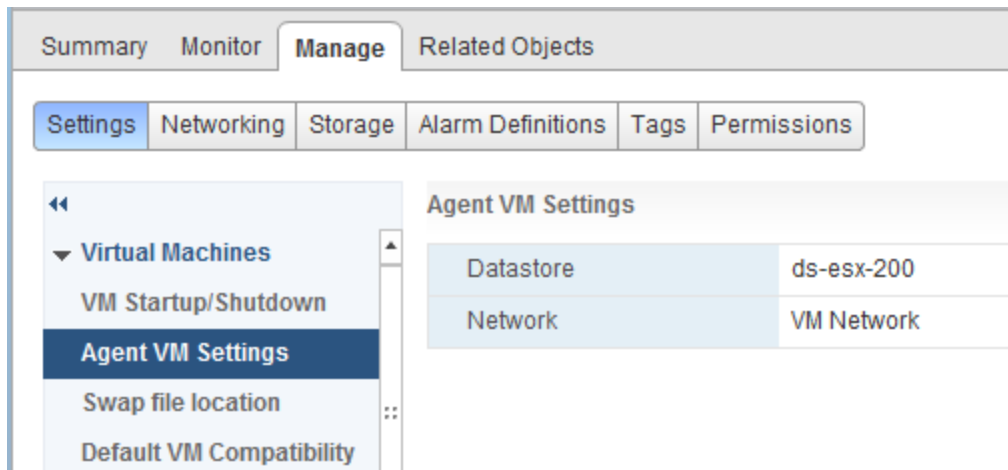 Summary Monitor Manage Related Objects
Settings Networking Storage Alarm Definitions Tags Permissions
Virtual Machines
VM Startup/Shutdown
Agent VM Settings
Swap file location
Default VM Compatibility
Agent VM Settings
Datastore ds-esx-200
Network VM Network